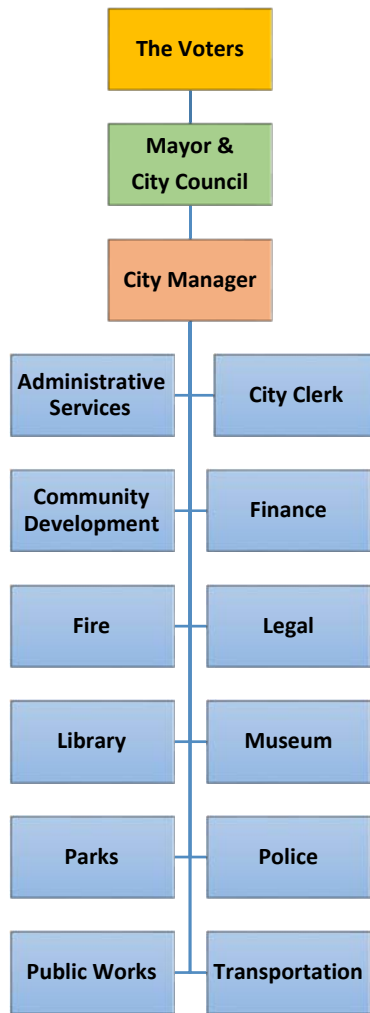 The Voters
Mayor &
City Council
City Manager
Administrative
Services
City Clerk
Community
Development
Finance
Fire
Legal
Library
Museum
Parks
Police
Public Works
Transportation